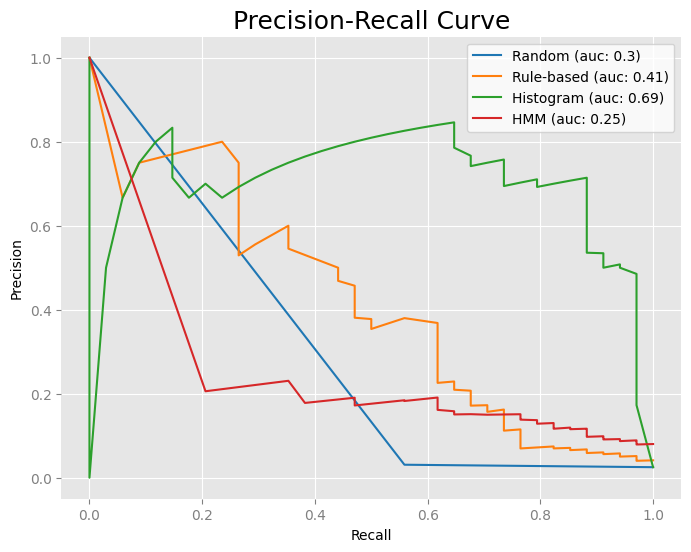 Precision-Recall Curve
Random (auc: 0.3)
Rule-based (auc: 0.41)
Histogram (auc: 0.69)
HMM (auc: 0.25)
Precision
1.0
0.8
0.6
0.4
0.2
0.0
0.0 0.2 0.4 0.6 0.8 1.0
Recall